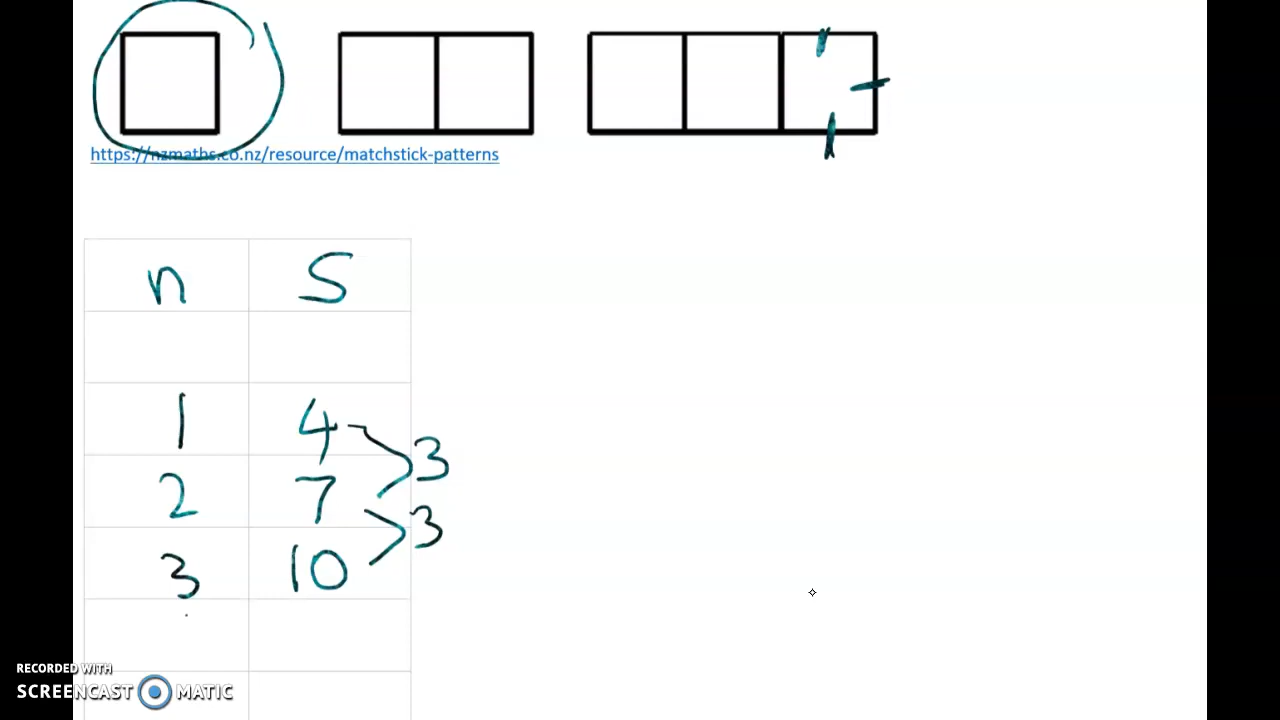 https://nzmaths.co.nz/resource/matchstick-patterns
n S
1 4
3
2 7
3
3 10
RECORDED WITH
SCREENCAST MATIC